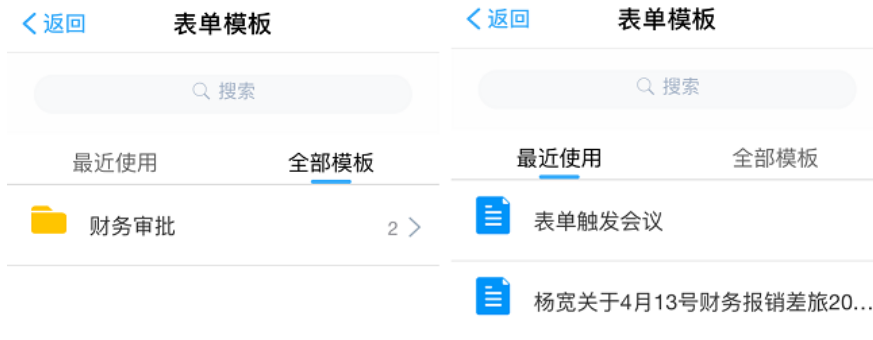 返回 表单模板
搜索
最近使用 全部模板
财务审批 2
返回 表单模板
搜索
最近使用 全部模板
表单触发会议
杨宽关于4月13号财务报销差旅20...